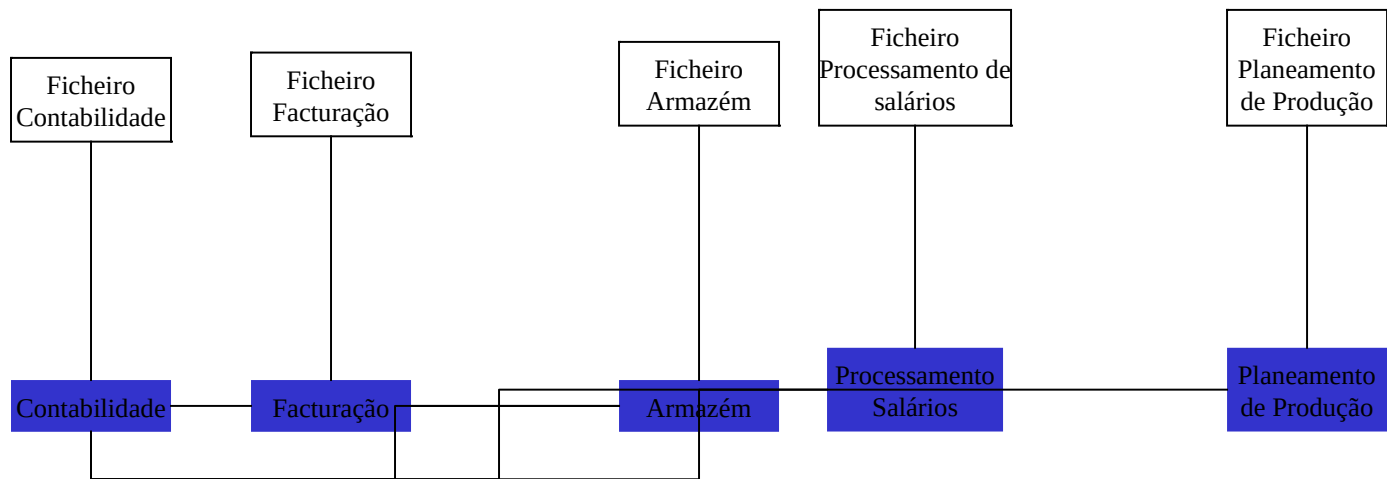 Ficheiro
Contabilidade
Ficheiro
Facturação
Ficheiro
Armazém
Ficheiro
Processamento de
salários
Ficheiro
Planeamento
de Produção
Contabilidade
Facturação
Armazém
Processamento
Salários
Planeamento
de Produção